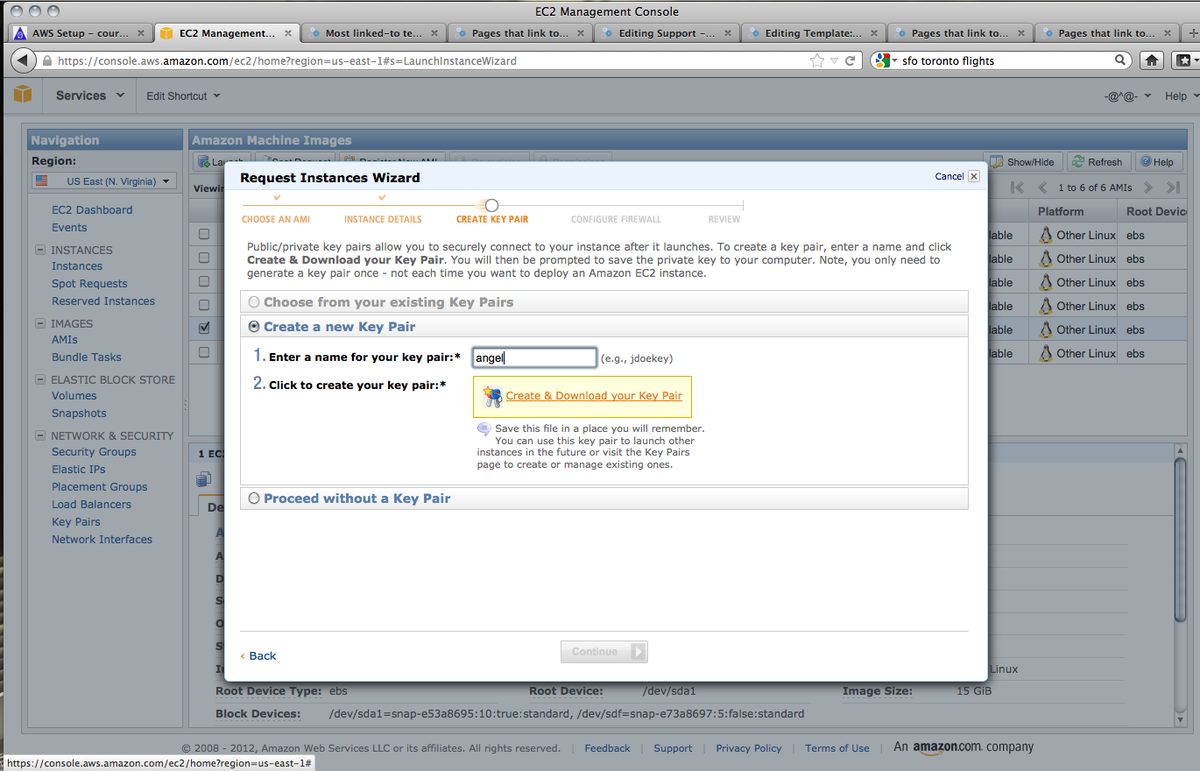 EC2 Management Console
AWS Setup – cour... EC2 Management... Most linked-to te... Pages that link to... Editing Support –... Editing Template:... Pages that link to... Pages that link to...
https://console.aws.amazon.com/ec2/home?region=us-east-1#s=LaunchInstanceWizard sfo toronto flights
Services Edit Shortcut -@^@- Help
Navigation Amazon Machine Images
Region:
US East (N. Virginia) Show/Hide Refresh Help
1 to 6 of 6 AMIs
Request Instances Wizard Cancel
CHOOSE AN AMI INSTANCE DETAILS CREATE KEY PAIR CONFIGURE FIREWALL REVIEW
Public/private key pairs allow you to securely connect to your instance after it launches. To create a key pair, enter a name and click
Create & Download your Key Pair. You will then be prompted to save the private key to your computer. Note, you only need to
generate a key pair once - not each time you want to deploy an Amazon EC2 instance.
Choose from your existing Key Pairs
Create a new Key Pair
1. Enter a name for your key pair:* angel (e.g., jdoekey)
2. Click to create your key pair:*
Create & Download your Key Pair
Save this file in a place you will remember.
You can use this key pair to launch other
instances in the future or visit the Key Pairs
page to create or manage existing ones.
Proceed without a Key Pair
‹ Back Continue
EC2 Dashboard
Events
INSTANCES
Instances
Spot Requests
Reserved Instances
IMAGES
AMIs
Bundle Tasks
ELASTIC BLOCK STORE
Volumes
Snapshots
NETWORK & SECURITY
Security Groups
Elastic IPs
Placement Groups
Load Balancers
Key Pairs
Network Interfaces
Platform Root Devic
lable Other Linux ebs
lable Other Linux ebs
lable Other Linux ebs
lable Other Linux ebs
lable Other Linux ebs
lable Other Linux ebs
1 EC
De
Linux
Root Device Type: ebs Root Device: /dev/sda1 Image Size: 15 GiB
Block Devices: /dev/sda1=snap-e53a8695:10:true:standard, /dev/sdf=snap-e73a8697:5:false:standard
© 2008 - 2012, Amazon Web Services LLC or its affiliates. All rights reserved. | Feedback | Support | Privacy Policy | Terms of Use | An amazon.com. company
https://console.aws.amazon.com/ec2/home?region=us-east-1#